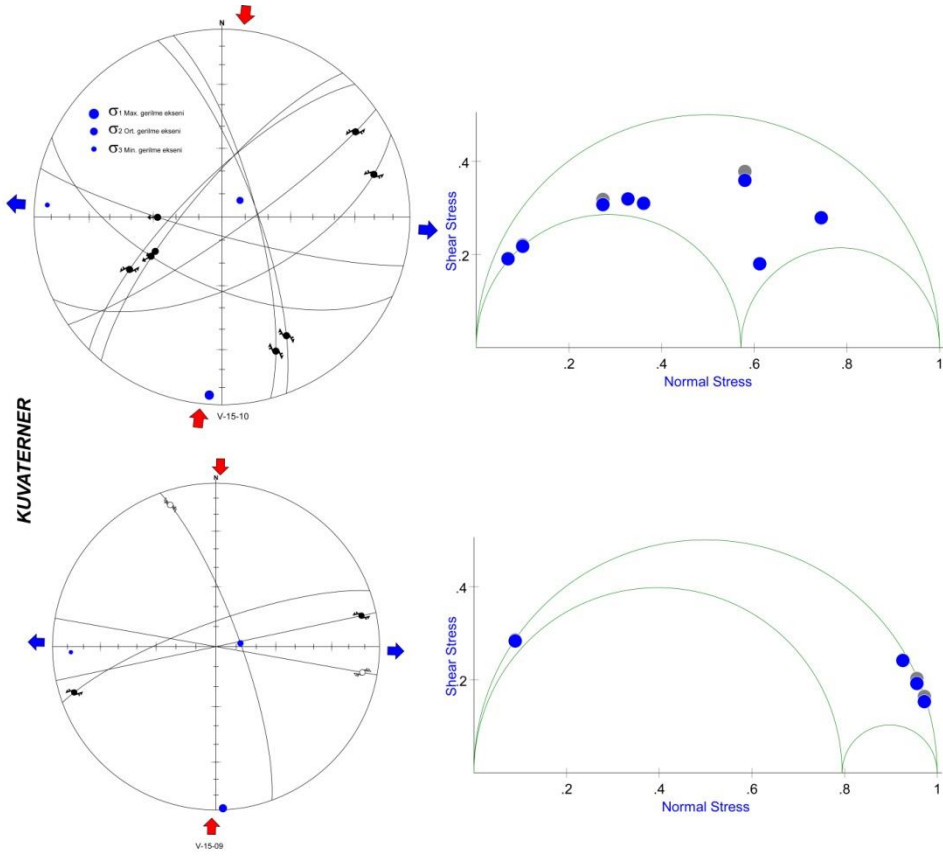 N
σ1 Max. gerilme ekseni
σ2 Ort. gerilme ekseni
σ3 Min. gerilme ekseni
V-15-10
Shear Stress
.4
.2
.2
.4
.6
.8
1
Normal Stress
KUVATERNER
N
V-15-09
Shear Stress
.4
.2
.2
.4
.6
.8
1
Normal Stress